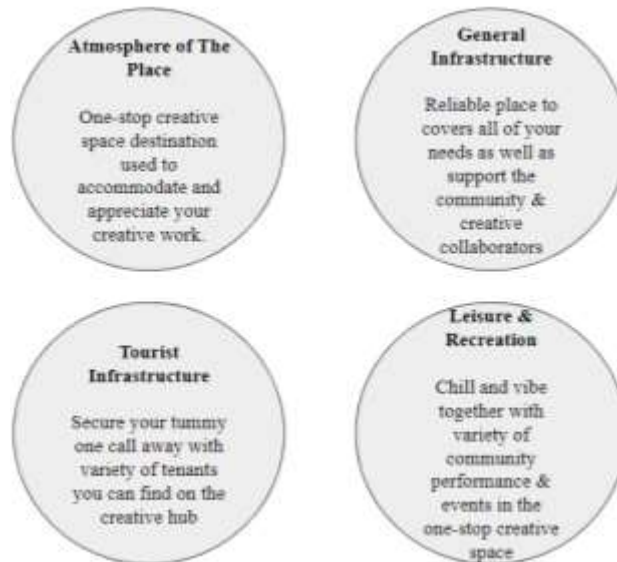 Atmosphere of The
Place
One-stop creative
space destination
used to
accommodate and
appreciate your
creative work.
General
Infrastructure
Reliable place to
covers all of your
needs as well as
support the
community &
creative
collaborators
Tourist
Infrastructure
Secure your tummy
one call away with
variety of tenants
you can find on the
creative hub
Leisure &
Recreation
Chill and vibe
together with
variety of
community
performance &
events in the
one-stop creative
space